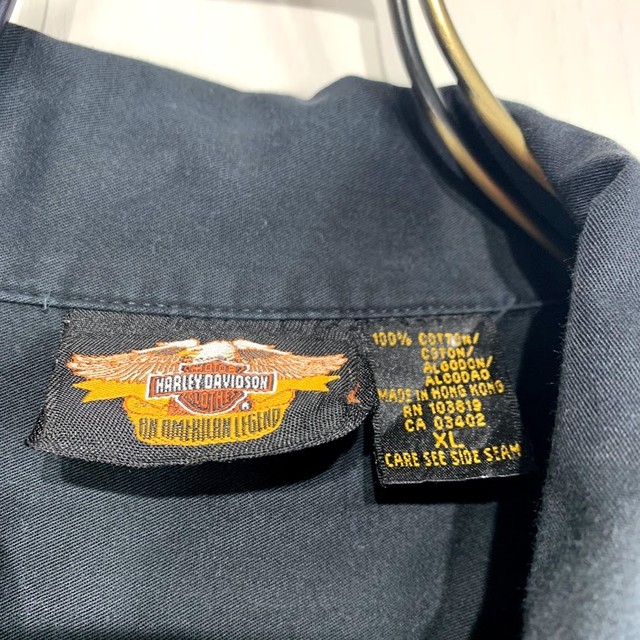 MOTOR
HARLEY-DAVIDSON
CLOTHES
®
AN AMERICAN LEGEND
100% COTTON/
COTON/
ALGODON/
ALGODAO
MADE IN HONG KONG
RN 103819
CA 03402
XL
CARE SEE SIDE SEAM